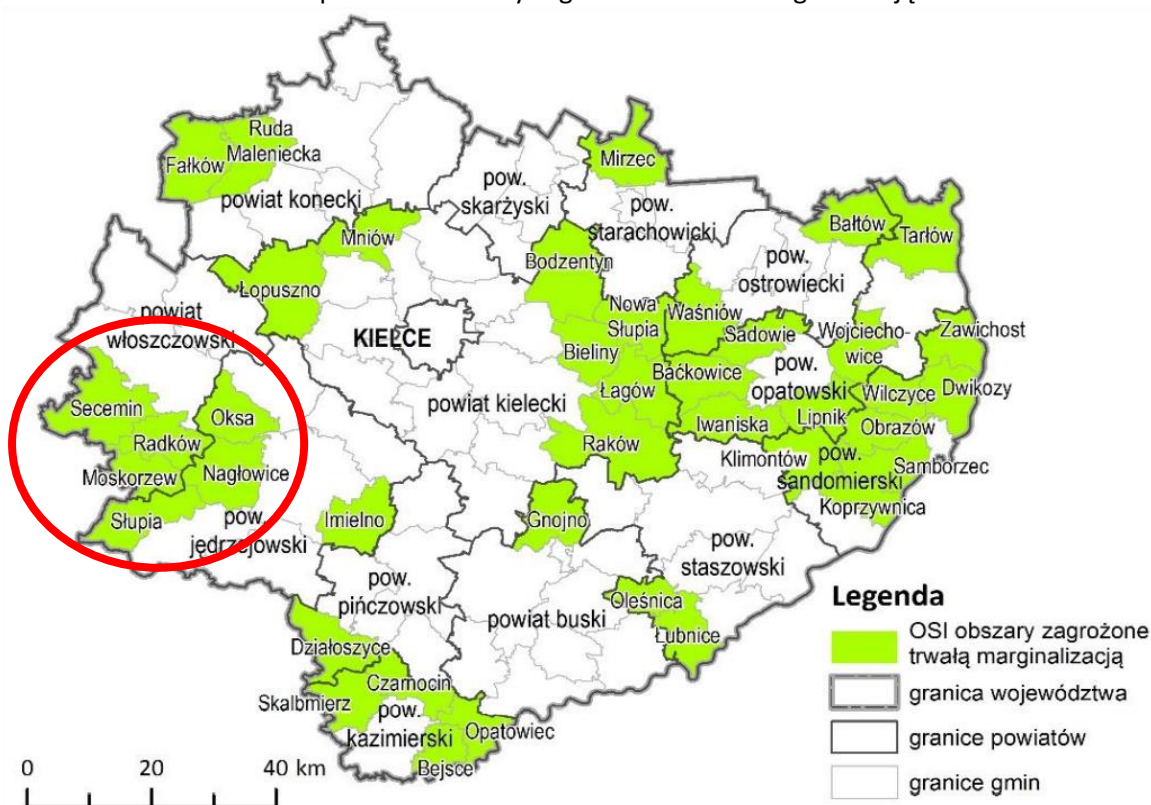 Ruda
Maleniecka
Fałków
powiat konecki
Mirzec
pow.
skarżyski
pow.
starachowicki
Bałtów
Tarłów
Mniów
Bodzentyn
pow.
ostrowiecki
Łopuszno
powiat
włoszczowski
KIELCE
Nowa
Słupia
Waśniów
Sadowie
Wojciecho-
wice
Zawichost
Bieliny
Baćkowice
pow.
opatowski
Łagów
Wilczyce
Dwikozy
Secemin
Oksa
powiat kielecki
Iwaniska
Lipnik
Obrazów
Radków
Raków
Klimontów
pow.
sandomierski
Samborzec
Moskorzew
Nagłowice
Koprzywnica
Słupia
pow.
jędrzejowski
Imielno
Gnojno
pow.
staszowski
pow.
pińczowski
powiat buski
Oleśnica
Łubnice
Działoszyce
Czarnocin
Skalbmierz
pow.
kazimierski
Opatowiec
Bejsce
Legenda
OSI obszary zagrożone
trwałą marginalizacją
granica województwa
granice powiatów
granice gmin
0 20 40 km